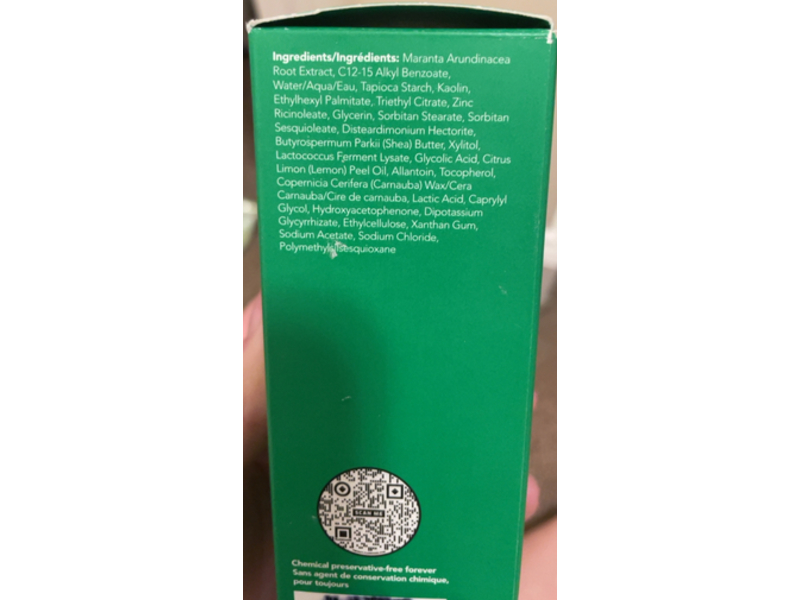 Ingredients/Ingrédients: Maranta Arundinacea
Root Extract, C12-15 Alkyl Benzoate,
Water/Aqua/Eau, Tapioca Starch, Kaolin,
Ethylhexyl Palmitate, Triethyl Citrate, Zinc
Ricinoleate, Glycerin, Sorbitan Stearate, Sorbitan
Sesquioleate, Disteardimonium Hectorite,
Butyrospermum Parkii (Shea) Butter, Xylitol,
Lactococcus Ferment Lysate, Glycolic Acid, Citrus
Limon (Lemon) Peel Oil, Allantoin, Tocopherol,
Copernicia Cerifera (Carnauba) Wax/Cera
Carnauba/Cire de carnauba, Lactic Acid, Caprylyl
Glycol, Hydroxyacetophenone, Dipotassium
Glycyrrhizate, Ethylcellulose, Xanthan Gum,
Sodium Acetate, Sodium Chloride,
Polymethylsilsesquioxane
SCAN ME
Chemical preservative-free forever
Sans agent de conservation chimique,
pour toujours